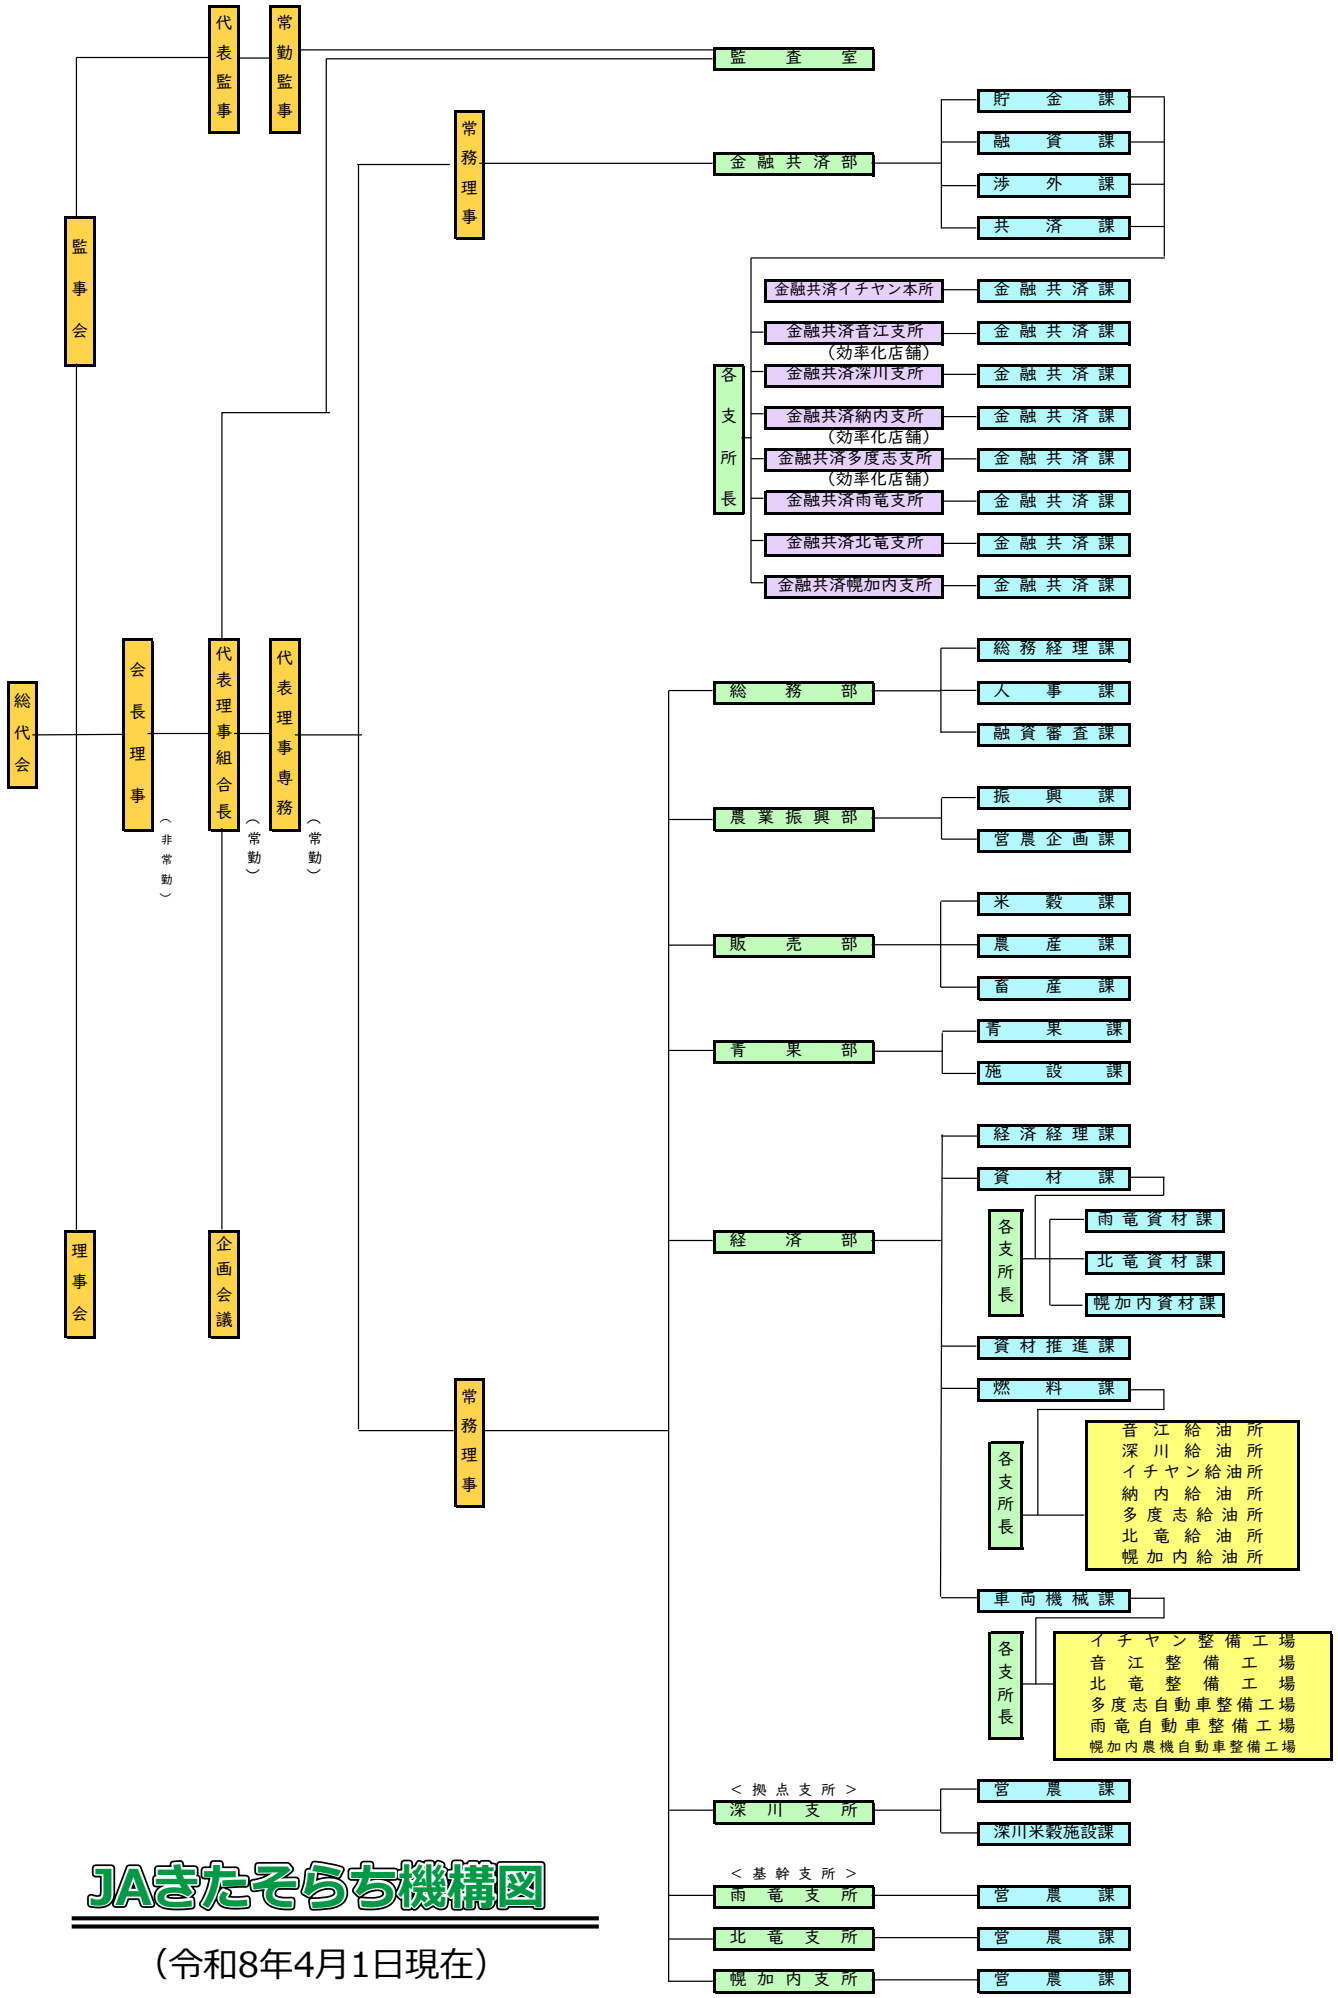 代表監事
常勤監事
監査室
常務理事
金融共済部
貯金課
融資課
渉外課
共済課
監事会
各支所長
金融共済イチヤン本所
金融共済課
金融共済音江支所
金融共済課
（効率化店舗）
金融共済深川支所
金融共済課
金融共済納内支所
金融共済課
（効率化店舗）
金融共済多度志支所
金融共済課
（効率化店舗）
金融共済雨竜支所
金融共済課
金融共済北竜支所
金融共済課
金融共済幌加内支所
金融共済課
総代会
会長理事
（非常勤）
代表理事組合長
（常勤）
代表理事専務
（常勤）
総務部
総務経理課
人事課
融資審査課
農業振興部
振興課
営農企画課
販売部
米穀課
農産課
畜産課
青果部
青果課
施設課
理事会
企画会議
常務理事
経済部
経済経理課
資材課
各支所長
雨竜資材課
北竜資材課
幌加内資材課
資材推進課
燃料課
各支所長
音江給油所
深川給油所
イチヤン給油所
納内給油所
多度志給油所
北竜給油所
幌加内給油所
車両機械課
各支所長
イチヤン整備工場
音江整備工場
北竜整備工場
多度志自動車整備工場
雨竜自動車整備工場
幌加内農機自動車整備工場
＜拠点支所＞
深川支所
営農課
深川米穀施設課
＜基幹支所＞
雨竜支所
営農課
北竜支所
営農課
幌加内支所
営農課
JAきたそらち機構図
（令和8年4月1日現在）